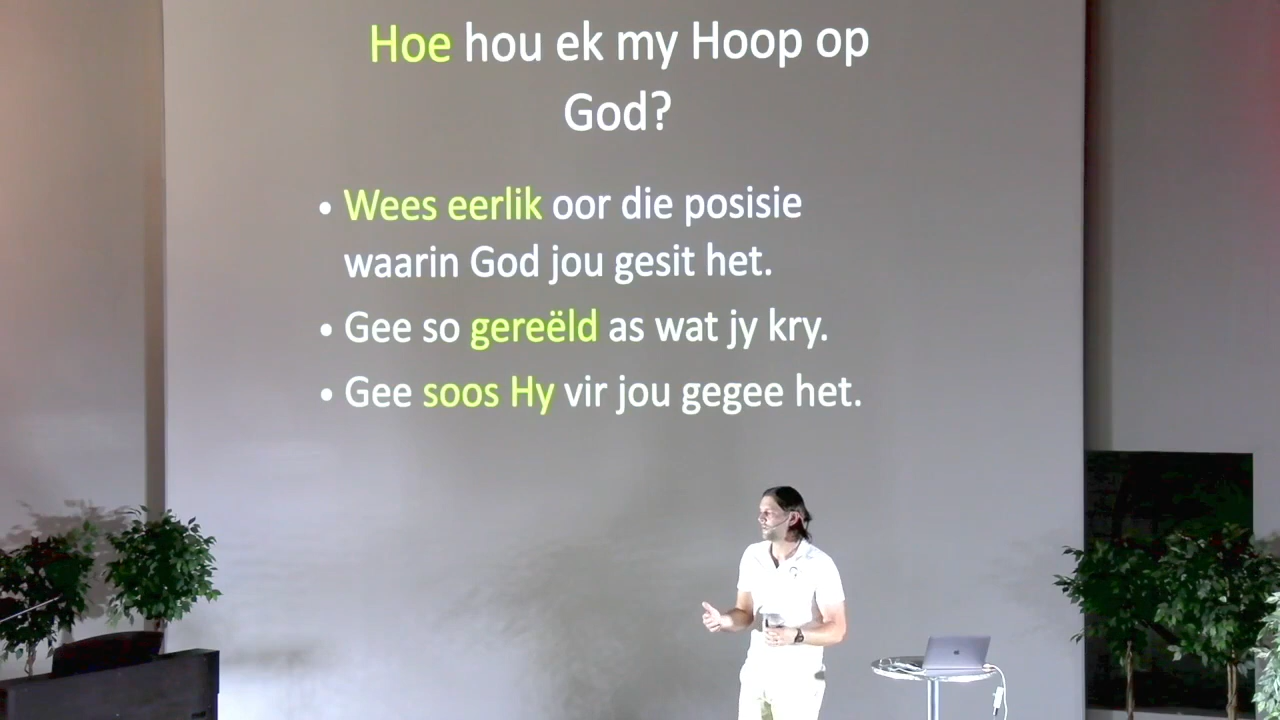 Hoe hou ek my Hoop op
God?
• Wees eerlik oor die posisie
waarin God jou gesit het.
• Gee so gereëld as wat jy kry.
• Gee soos Hy vir jou gegee het.